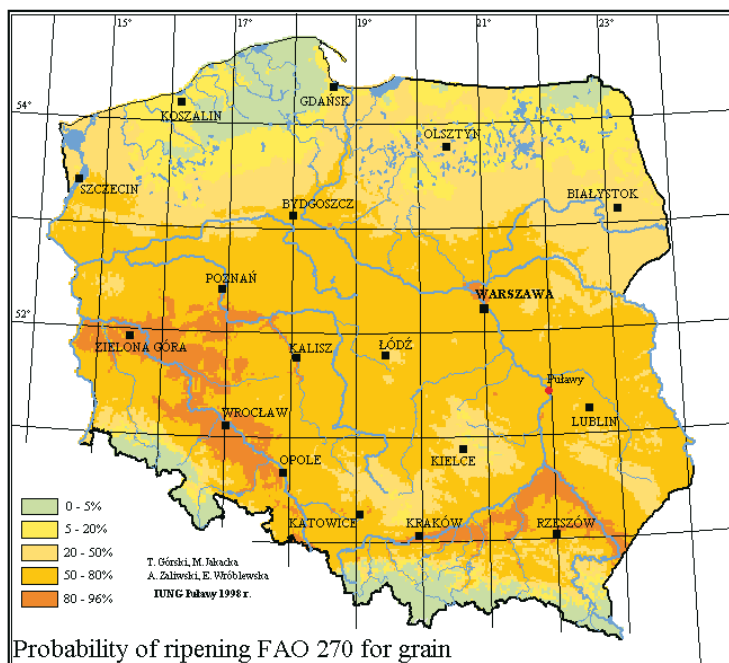 15° 17° 19° 21° 23°
54°
KOSZALIN
GDAŃSK
OLSZTYN
SZCZECIN
BYDGOSZCZ
BIAŁYSTOK
POZNAŃ
WARSZAWA
52°
ZIELONA GÓRA
KALISZ
ŁÓDŹ
Puławy
WROCŁAW
LUBLIN
OPOLE
KIELCE
KATOWICE
KRAKÓW
RZESZÓW
0 - 5%
5 - 20%
20 - 50%
50 - 80%
80 - 96%
T. Górski, M. Jakacka
A. Zaliwski, E. Wróblewska
IUNG Puławy 1998 r.
Probability of ripening FAO 270 for grain